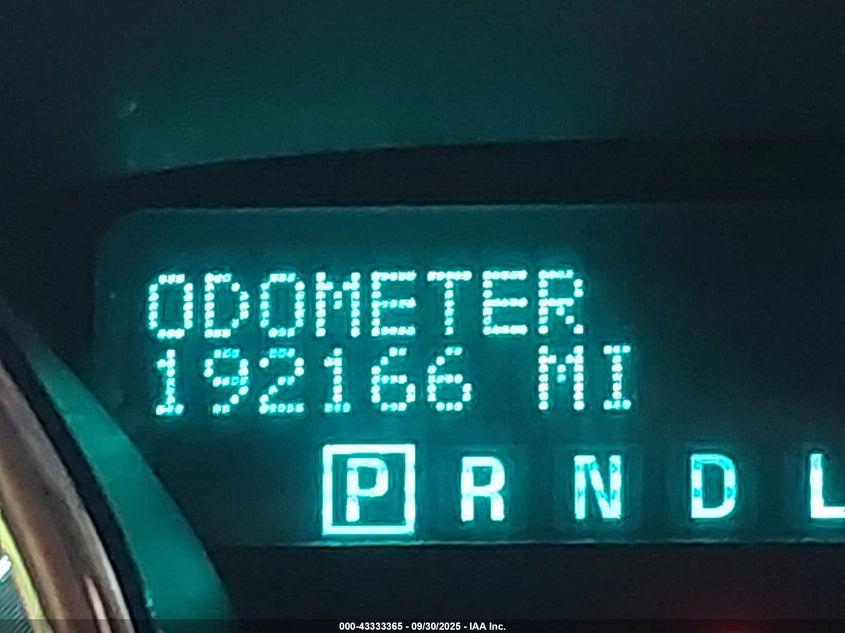 ODOMETER
192166 MI
P R N D L
000-43333365 - 09/30/2025 - IAA Inc.